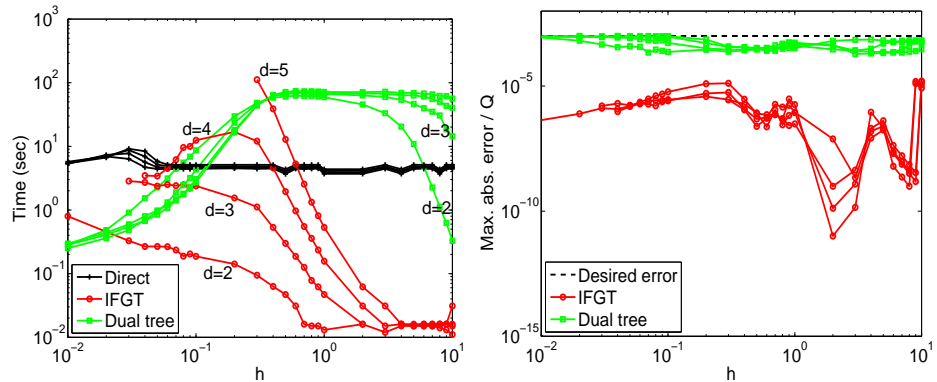 10^3
10^2
10^1
10^0
10^-1
10^-2
Time (sec)
d=5
d=4
d=3
d=2
d=3
d=2
Direct
IFGT
Dual tree
10^-2
10^-1
10^0
10^1
h
10^-5
10^-10
10^-15
Max. abs. error / Q
Desired error
IFGT
Dual tree
10^-2
10^-1
10^0
10^1
h